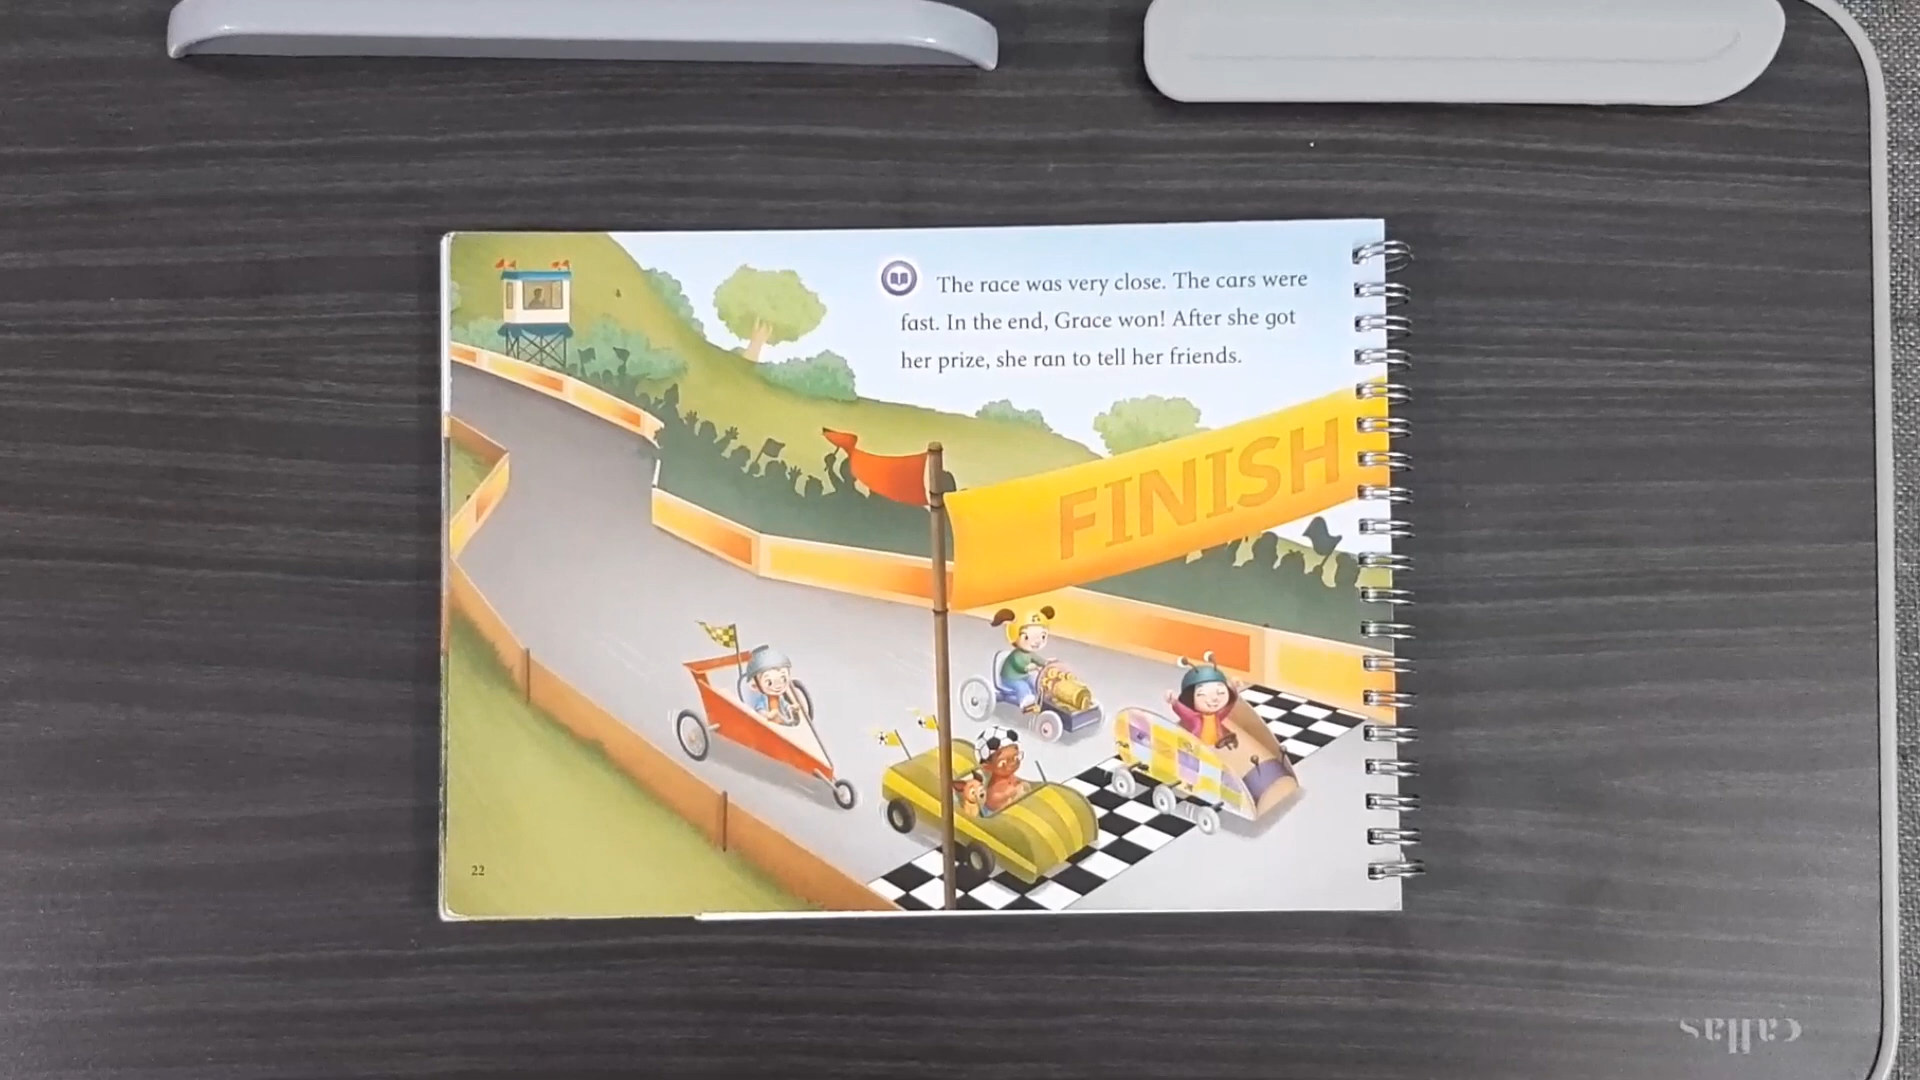 The race was very close. The cars were
fast. In the end, Grace won! After she got
her prize, she ran to tell her friends.
FINISH
22
callas